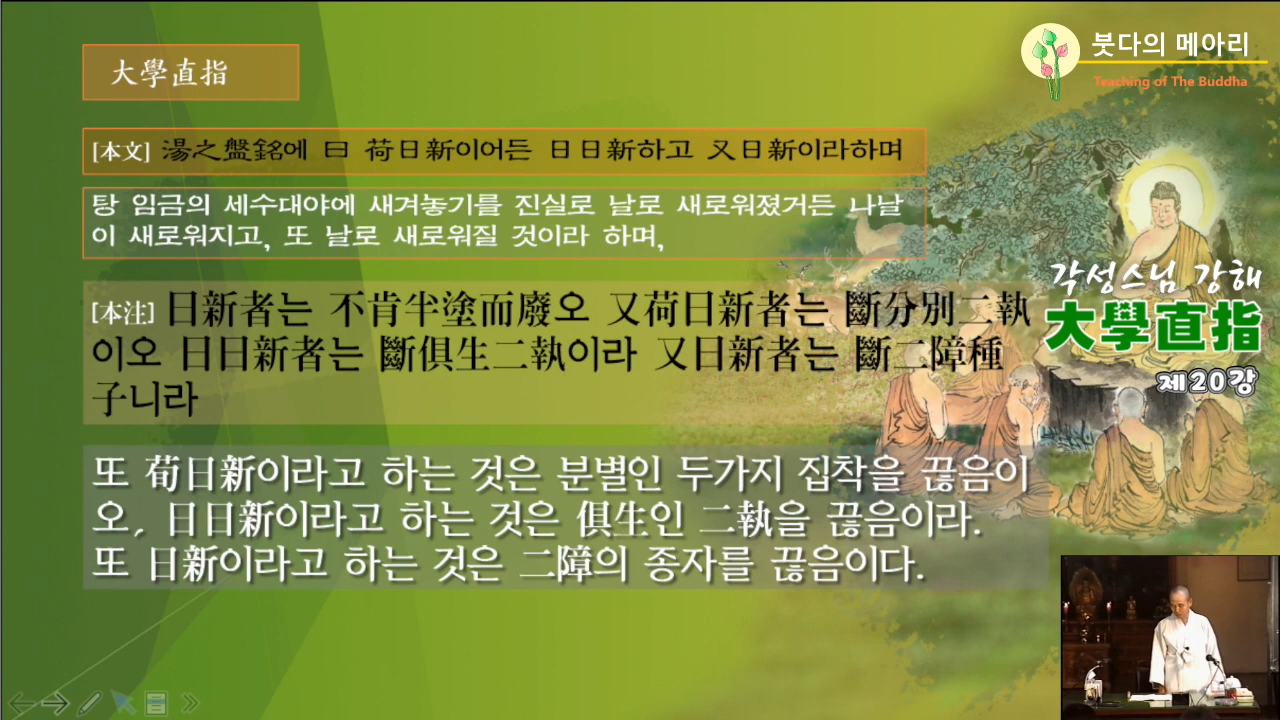 大學直指
붓다의 메아리
Teaching of The Buddha
[本文] 湯之盤銘에 曰 荷日新이어든 日日新하고 又日新이라하며
탕 임금의 세수대야에 새겨놓기를 진실로 날로 새로워졌거든 나날
이 새로워지고, 또 날로 새로워질 것이라 하며,
[本注] 日新者는 不肯半塗而廢오 又荷日新者는 斷分別二執
이오 日日新者는 斷俱生二執이라 又日新者는 斷二障種
子니라
또 荀日新이라고 하는 것은 분별인 두가지 집착을 끊음이
오, 日日新이라고 하는 것은 俱生인 二執을 끊음이라.
또 日新이라고 하는 것은 二障의 종자를 끊음이다.
각성스님 강해
大學直指
제20강